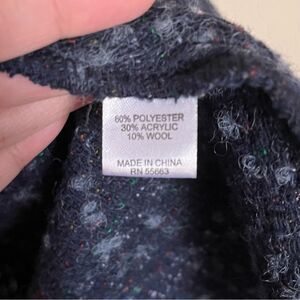 60% POLYESTER
30% ACRYLIC
10% WOOL
MADE IN CHINA
RN 55663